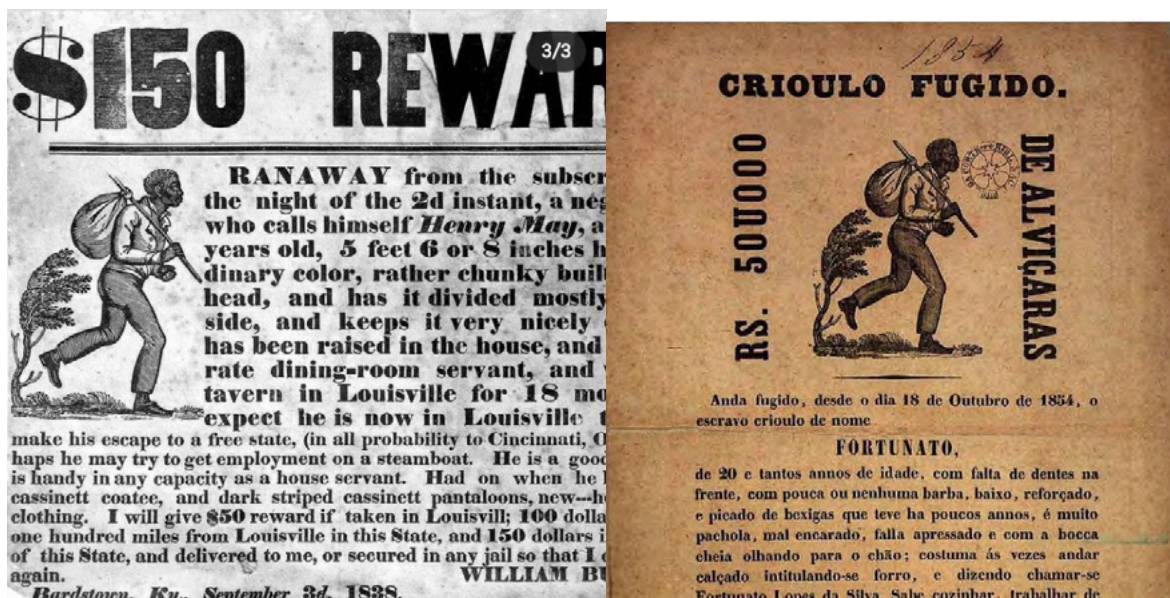 $150 REWAR
3/3
RANAWAY from the subscr
the night of the 2d instant, a neg
who calls himself Henry May, a
years old, 5 feet 6 or 8 inches h
dinary color, rather chunky buil
head, and has it divided mostly
side, and keeps it very nicely
has been raised in the house, and
rate dining-room servant, and
tavern in Louisville for 18 mo
expect he is now in Louisville
make his escape to a free state, (in all probability to Cincinnati, O
haps he may try to get employment on a steamboat. He is a good
is handy in any capacity as a house servant. Had on when he
cassinett coatee, and dark striped cassinett pantaloons, new---h
clothing. I will give $50 reward if taken in Louisvill; 100 dolla
one hundred miles from Louisville in this State, and 150 dollars i
of this State, and delivered to me, or secured in any jail so that I
again.
WILLIAM BU
Bardstown, Ky., September 3d, 1838.
1854
CRIOULO FUGIDO.
RS. 50U000
DE ALVIÇARAS
Anda fugido, desde o dia 18 de Outubro de 1854, o
escravo crioulo de nome
FORTUNATO,
de 20 e tantos annos de idade, com falta de dentes na
frente, com pouca ou nenhuma barba, baixo, reforçado,
e picado de bexigas que teve ha poucos annos, é muito
pachola, mal encarado, falla apressado e com a bocca
cheia olhando para o chão; costuma ás vezes andar
calçado intitulando-se forro, e dizendo chamar-se
Fortunato Lopes da Silva. Sabe cozinhar, trabalhar de